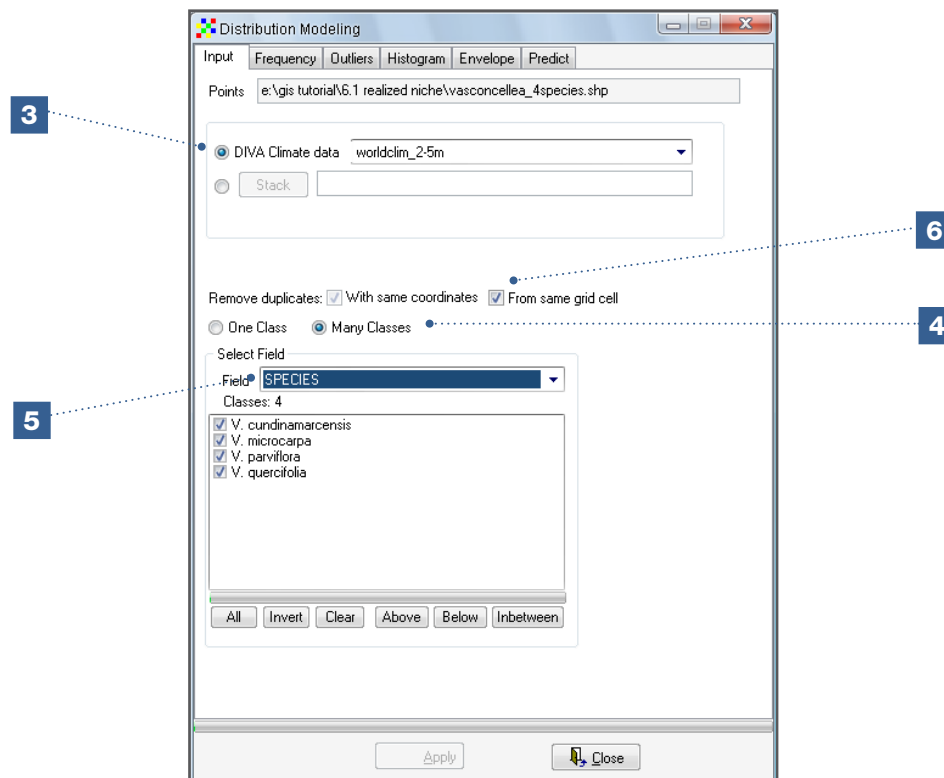 Distribution Modeling
Input Frequency Outliers Histogram Envelope Predict
Points e:\gis tutorial\6.1 realized niche\vasconcellea_4species.shp
3
DIVA Climate data worldclim_2-5m
Stack
6
Remove duplicates: With same coordinates From same grid cell
One Class Many Classes
4
Select Field
Field SPECIES
5
Classes: 4
V. cundinamarcensis
V. microcarpa
V. parviflora
V. quercifolia
All Invert Clear Above Below Inbetween
Apply Close